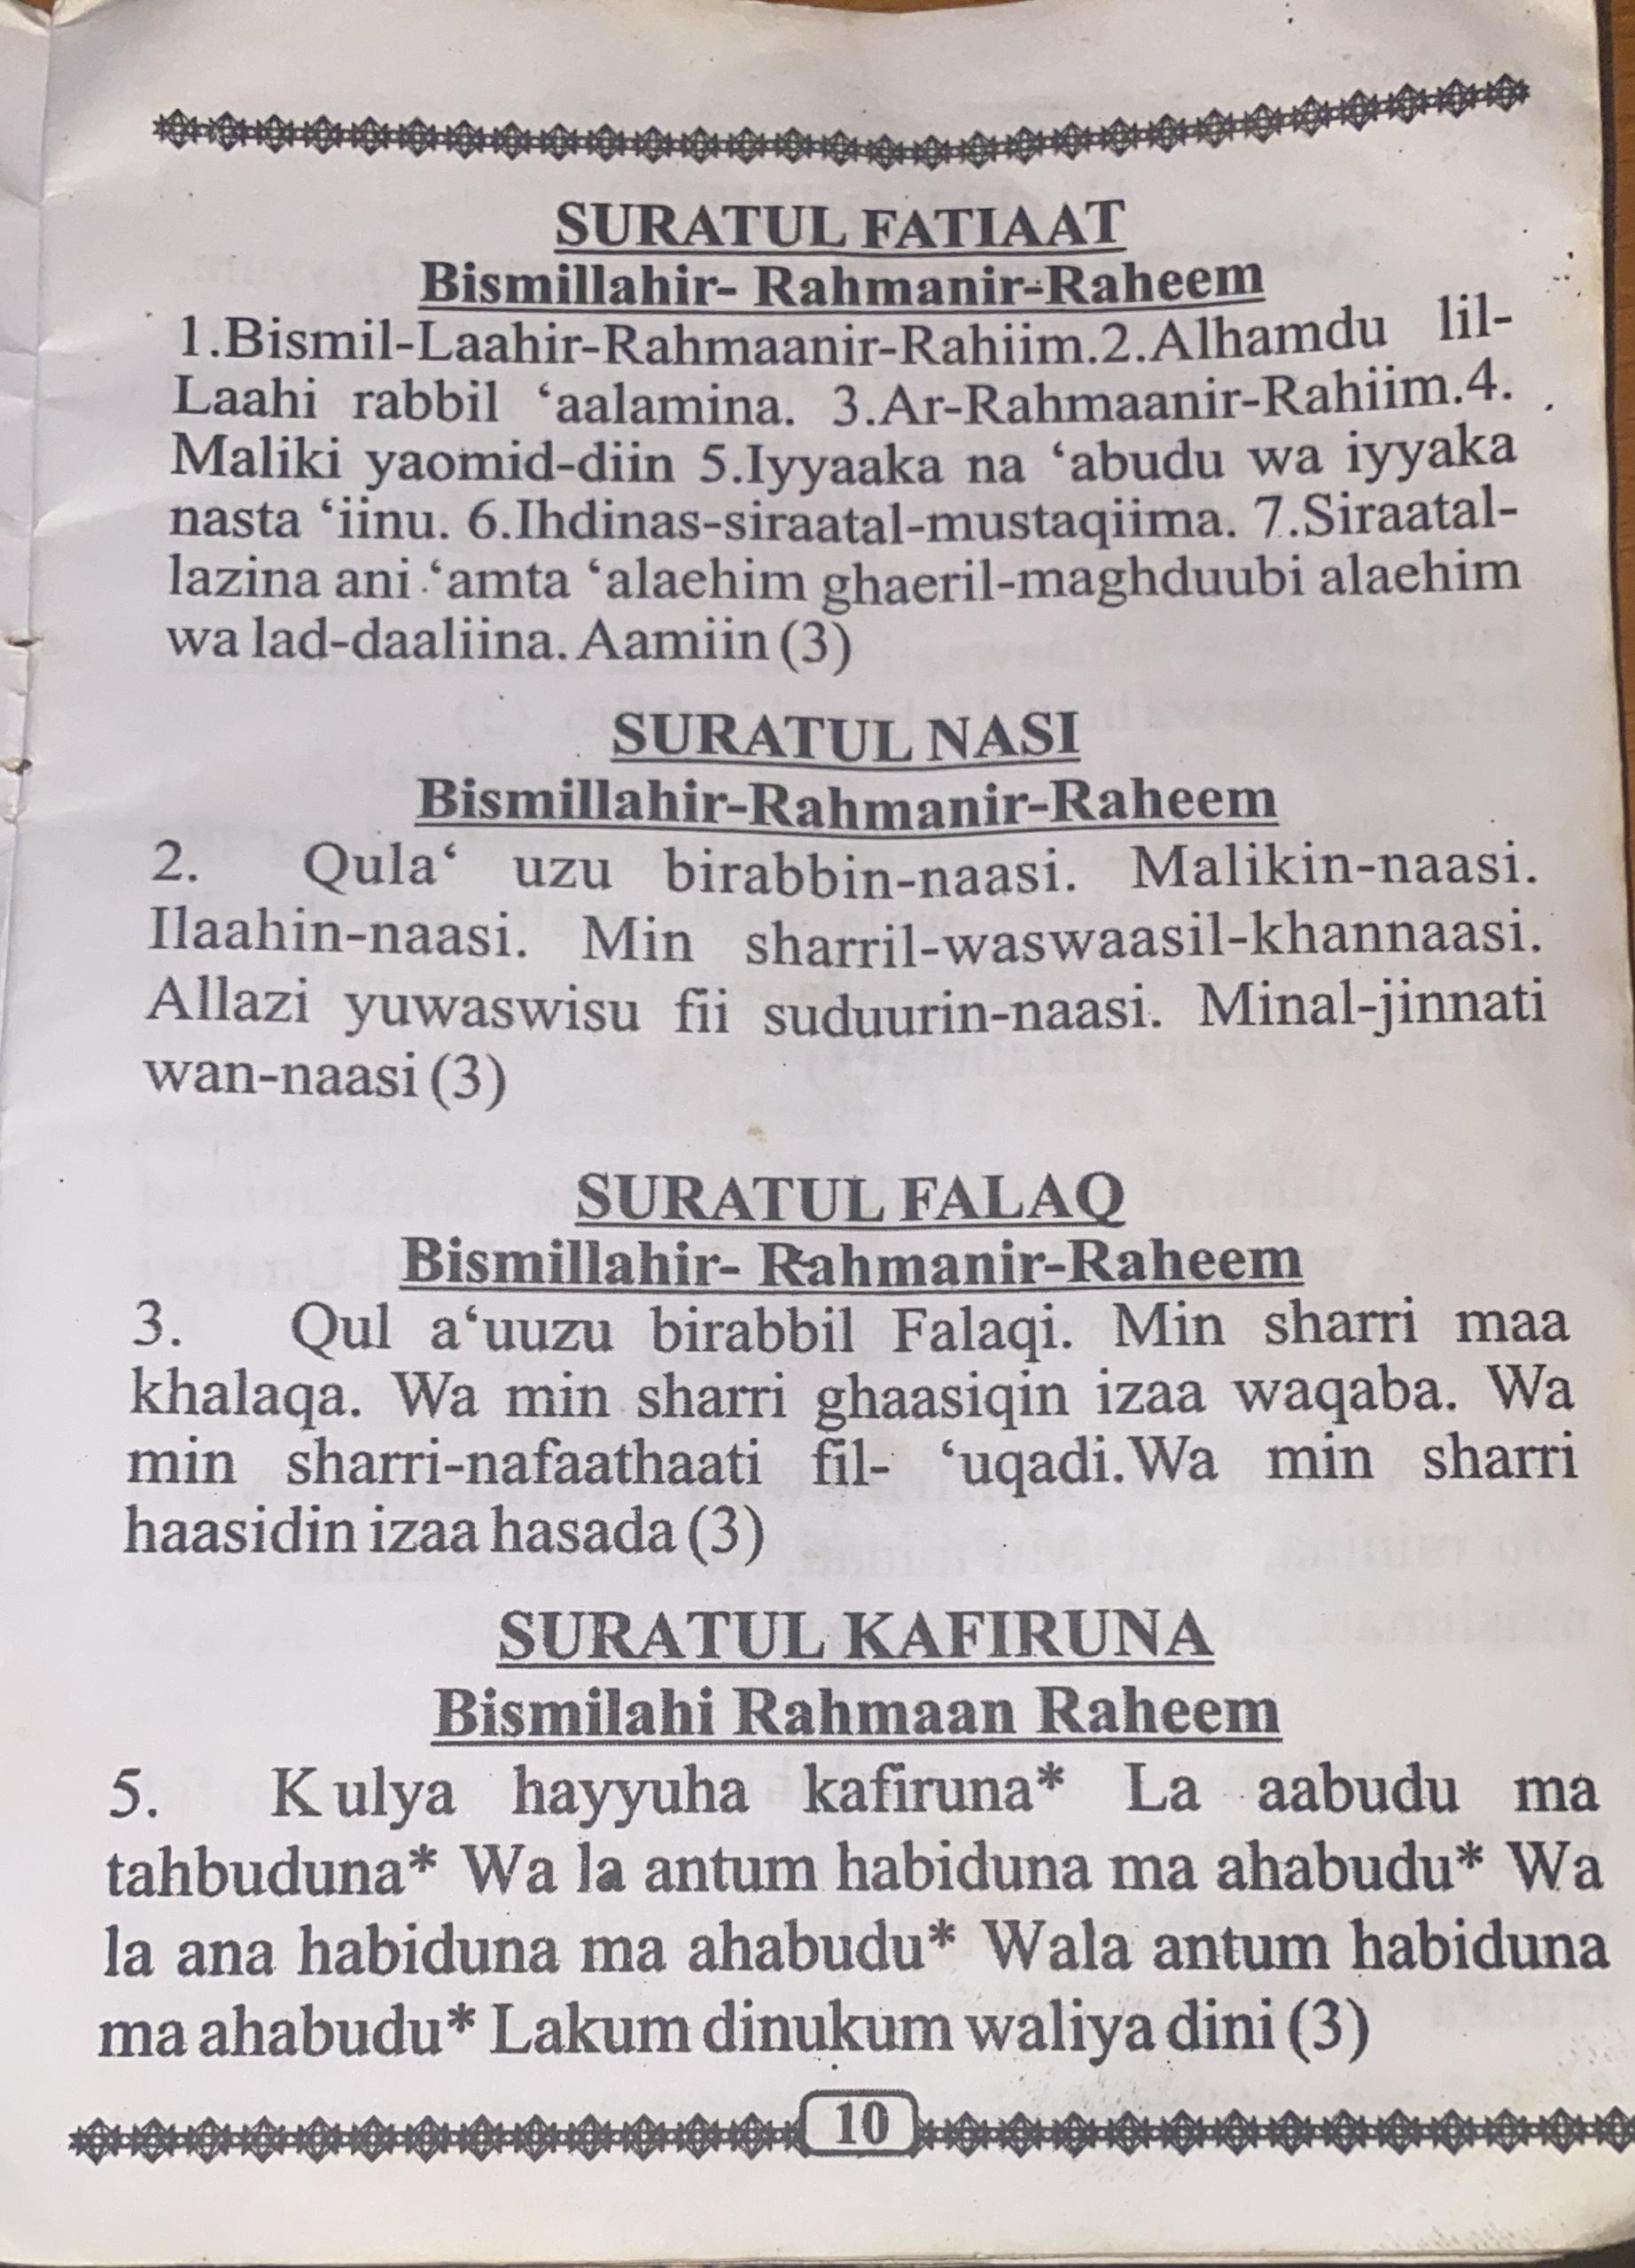 SURATUL FATIAAT
Bismillahir- Rahmanir-Raheem
1.Bismil-Laahir-Rahmaanir-Rahiim.2.Alhamdu lil-
Laahi rabbil ‘aalamina. 3.Ar-Rahmaanir-Rahiim.4.
Maliki yaomid-diin 5.Iyyaaka na ‘abudu wa iyyaka
nasta ‘iinu. 6.Ihdinas-siraatal-mustaqiima. 7.Siraatal-
lazina ani ‘amta ‘alaehim ghaeril-maghduubi alaehim
wa lad-daaliina. Aamiin (3)
SURATUL NASI
Bismillahir-Rahmanir-Raheem
2. Qula‘ uzu birabbin-naasi. Malikin-naasi.
Ilaahin-naasi. Min sharril-waswaasil-khannaasi.
Allazi yuwaswisu fii suduurin-naasi. Minal-jinnati
wan-naasi (3)
SURATUL FALAQ
Bismillahir- Rahmanir-Raheem
3. Qul a‘uuzu birabbil Falaqi. Min sharri maa
khalaqa. Wa min sharri ghaasiqin izaa waqaba. Wa
min sharri-nafaathaati fil- ‘uqadi.Wa min sharri
haasidin izaa hasada (3)
SURATUL KAFIRUNA
Bismilahi Rahmaan Raheem
5. Kulya hayyuha kafiruna* La aabudu ma
tahbuduna* Wa la antum habiduna ma ahabudu* Wa
la ana habiduna ma ahabudu* Wala antum habiduna
ma ahabudu* Lakum dinukum waliya dini (3)
10